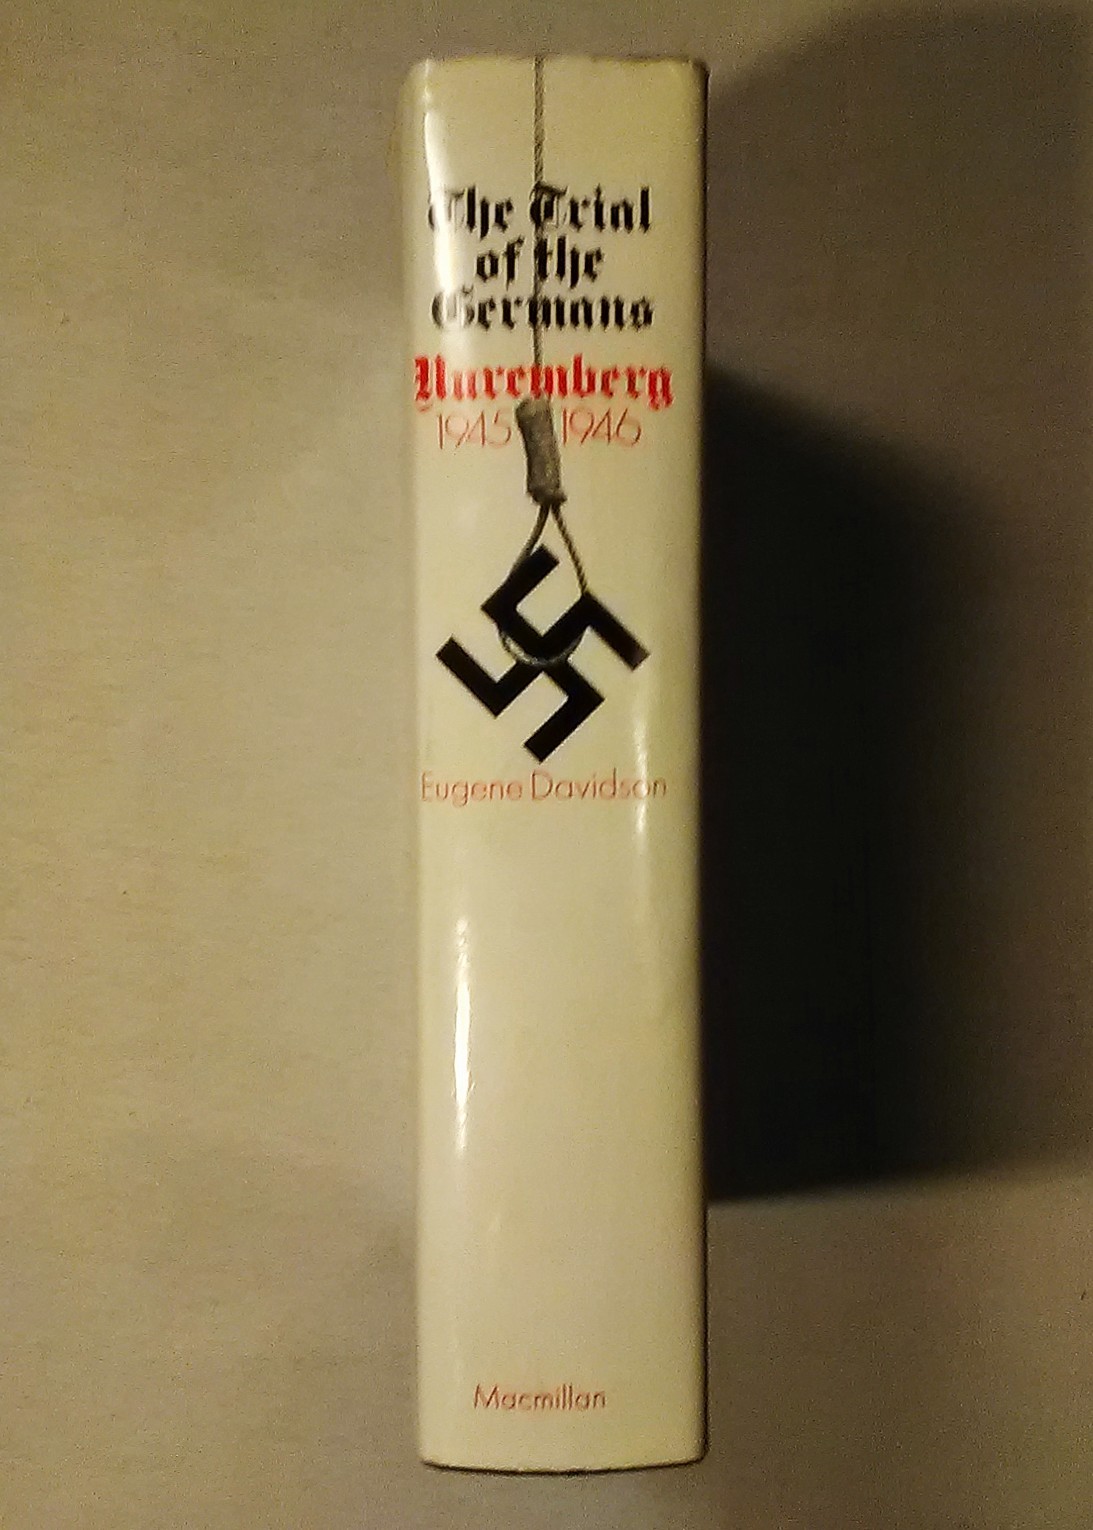 The Trial
of the
Germans
Nuremberg
1945 1946
Eugene Davidson
Macmillan